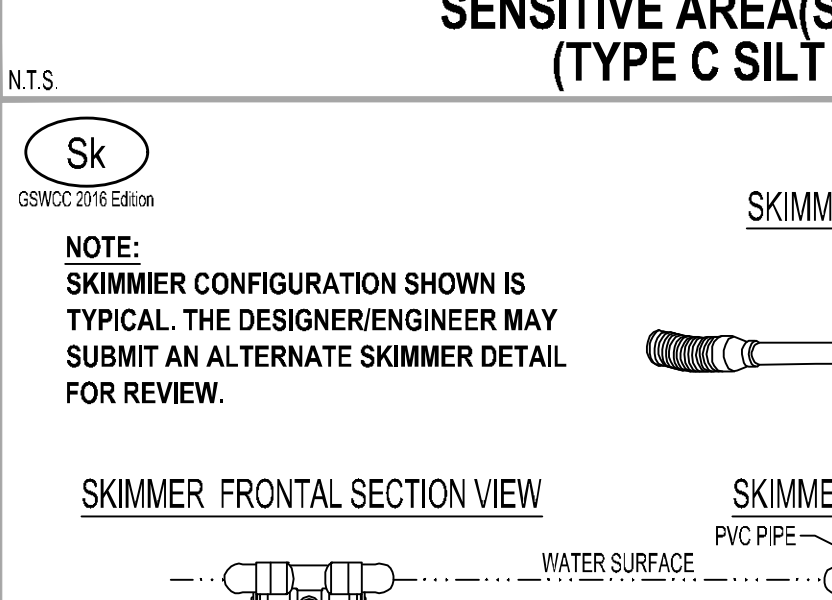 SENSITIVE AREA(S
(TYPE C SILT
N.T.S.
Sk
GSWCC 2016 Edition
SKIMM
NOTE:
SKIMMIER CONFIGURATION SHOWN IS
TYPICAL. THE DESIGNER/ENGINEER MAY
SUBMIT AN ALTERNATE SKIMMER DETAIL
FOR REVIEW.
SKIMMER FRONTAL SECTION VIEW
SKIMME
PVC PIPE
WATER SURFACE